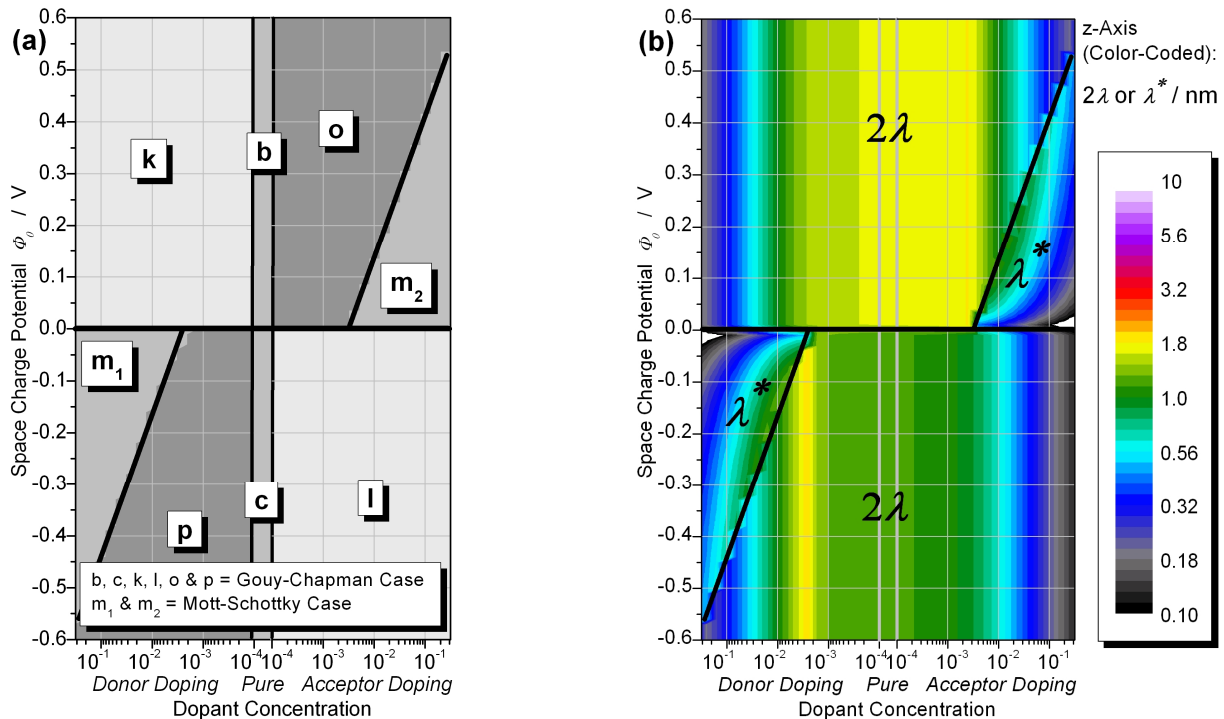 (a)
0.6
0.5
0.4
0.3
0.2
0.1
0.0
-0.1
-0.2
-0.3
-0.4
-0.5
-0.6
Space Charge Potential Φ₀ / V
k
b
o
m₂
m₁
p
c
l
b, c, k, l, o & p = Gouy-Chapman Case
m₁ & m₂ = Mott-Schottky Case
10⁻¹ 10⁻² 10⁻³ 10⁻⁴ 10⁻⁴ 10⁻³ 10⁻² 10⁻¹
Donor Doping Pure Acceptor Doping
Dopant Concentration
(b)
0.6
0.5
0.4
0.3
0.2
0.1
0.0
-0.1
-0.2
-0.3
-0.4
-0.5
-0.6
Space Charge Potential Φ₀ / V
2λ
λ*
λ*
2λ
10⁻¹ 10⁻² 10⁻³ 10⁻⁴ 10⁻⁴ 10⁻³ 10⁻² 10⁻¹
Donor Doping Pure Acceptor Doping
Dopant Concentration
z-Axis
(Color-Coded):
2λ or λ* / nm
10
5.6
3.2
1.8
1.0
0.56
0.32
0.18
0.10